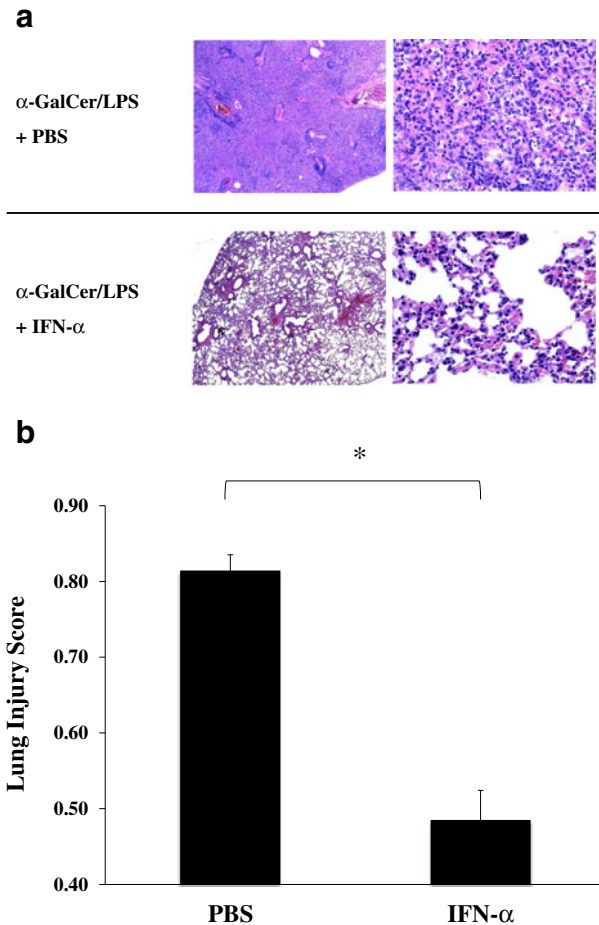 a
α-GalCer/LPS
+ PBS
α-GalCer/LPS
+ IFN-α
b
*
0.90
0.80
0.70
0.60
0.50
0.40
Lung Injury Score
PBS
IFN-α